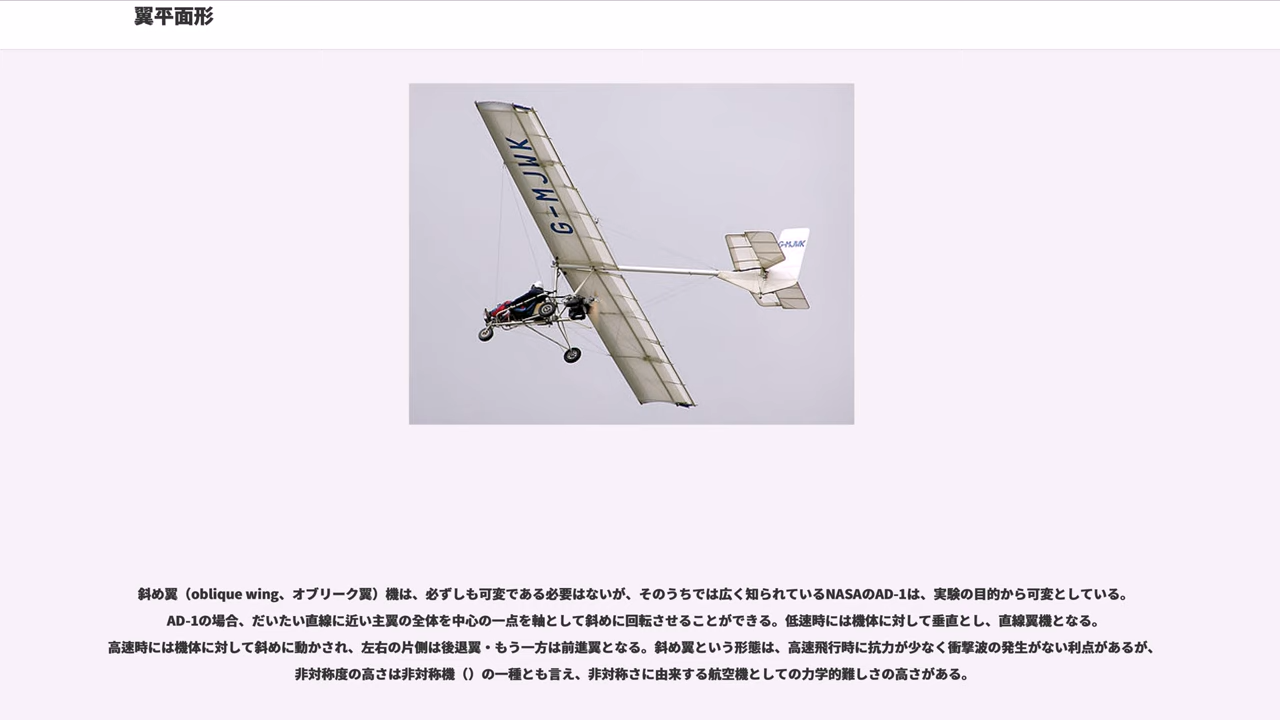 翼平面形
G-MJWK
G-MJWK
斜め翼（oblique wing、オブリーク翼）機は、必ずしも可変である必要はないが、そのうちでは広く知られているNASAのAD-1は、実験の目的から可変としている。
AD-1の場合、だいたい直線に近い主翼の全体を中心の一点を軸として斜めに回転させることができる。低速時には機体に対して垂直とし、直線翼機となる。
高速時には機体に対して斜めに動かされ、左右の片側は後退翼・もう一方は前進翼となる。斜め翼という形態は、高速飛行時に抗力が少なく衝撃波の発生がない利点があるが、
非対称度の高さは非対称機（）の一種とも言え、非対称さに由来する航空機としての力学的難しさの高さがある。